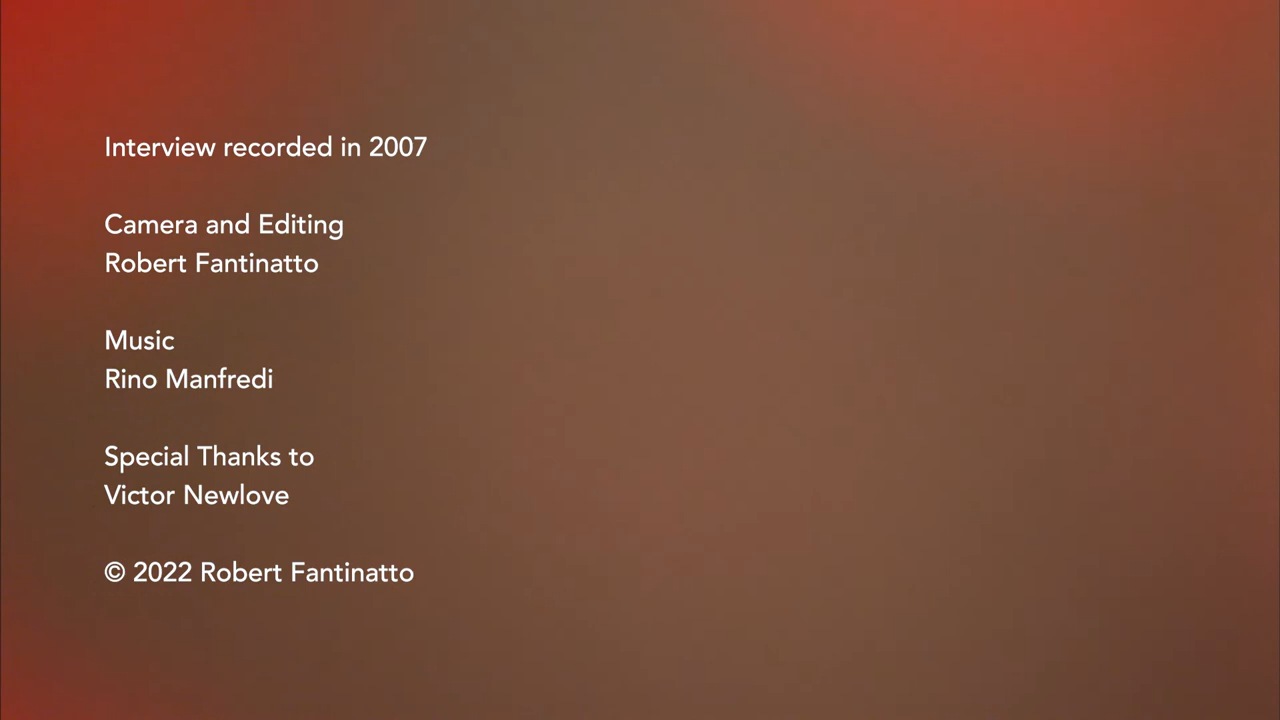 Interview recorded in 2007
Camera and Editing
Robert Fantinatto
Music
Rino Manfredi
Special Thanks to
Victor Newlove
© 2022 Robert Fantinatto